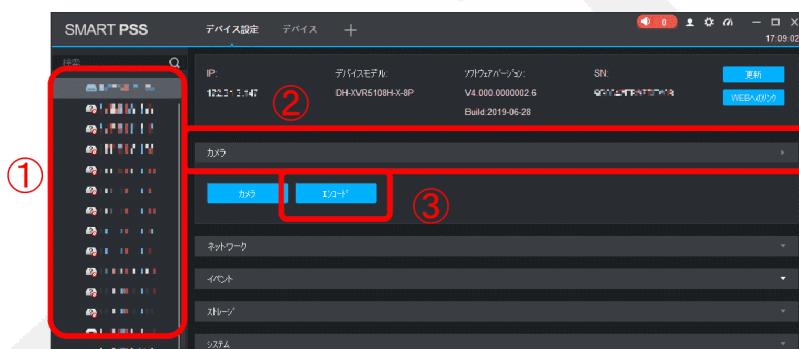 SMART PSS
デバイス設定
デバイス
0
17:09:02
検索
IP:
デバイスモデル:
ソフトウェアバージョン:
SN:
更新
DH-XVR5108H-X-8P
V4.000.0000002.6
WEBへのリンク
Build:2019-06-28
①
②
③
カメラ
カメラ
エンコード
ネットワーク
イベント
ストレージ
システム